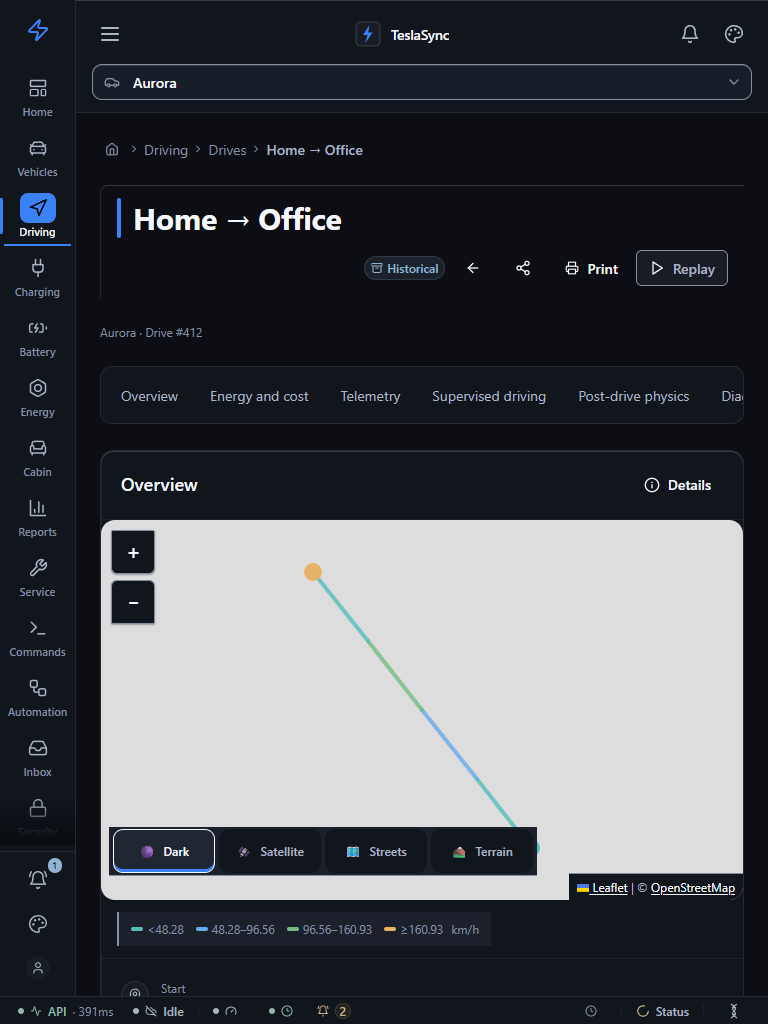 TeslaSync
Aurora
Home
Vehicles
Driving
Charging
Battery
Energy
Cabin
Reports
Service
Commands
Automation
Inbox
Security
1
Driving
Drives
Home → Office
Home → Office
Historical
Print
Replay
Aurora · Drive #412
Overview
Energy and cost
Telemetry
Supervised driving
Post-drive physics
Dia
Overview
Details
+
−
Dark
Satellite
Streets
Terrain
Leaflet | © OpenStreetMap
<48.28 48.28–96.56 96.56–160.93 ≥160.93 km/h
Start
API · 391ms
Idle
2
Status